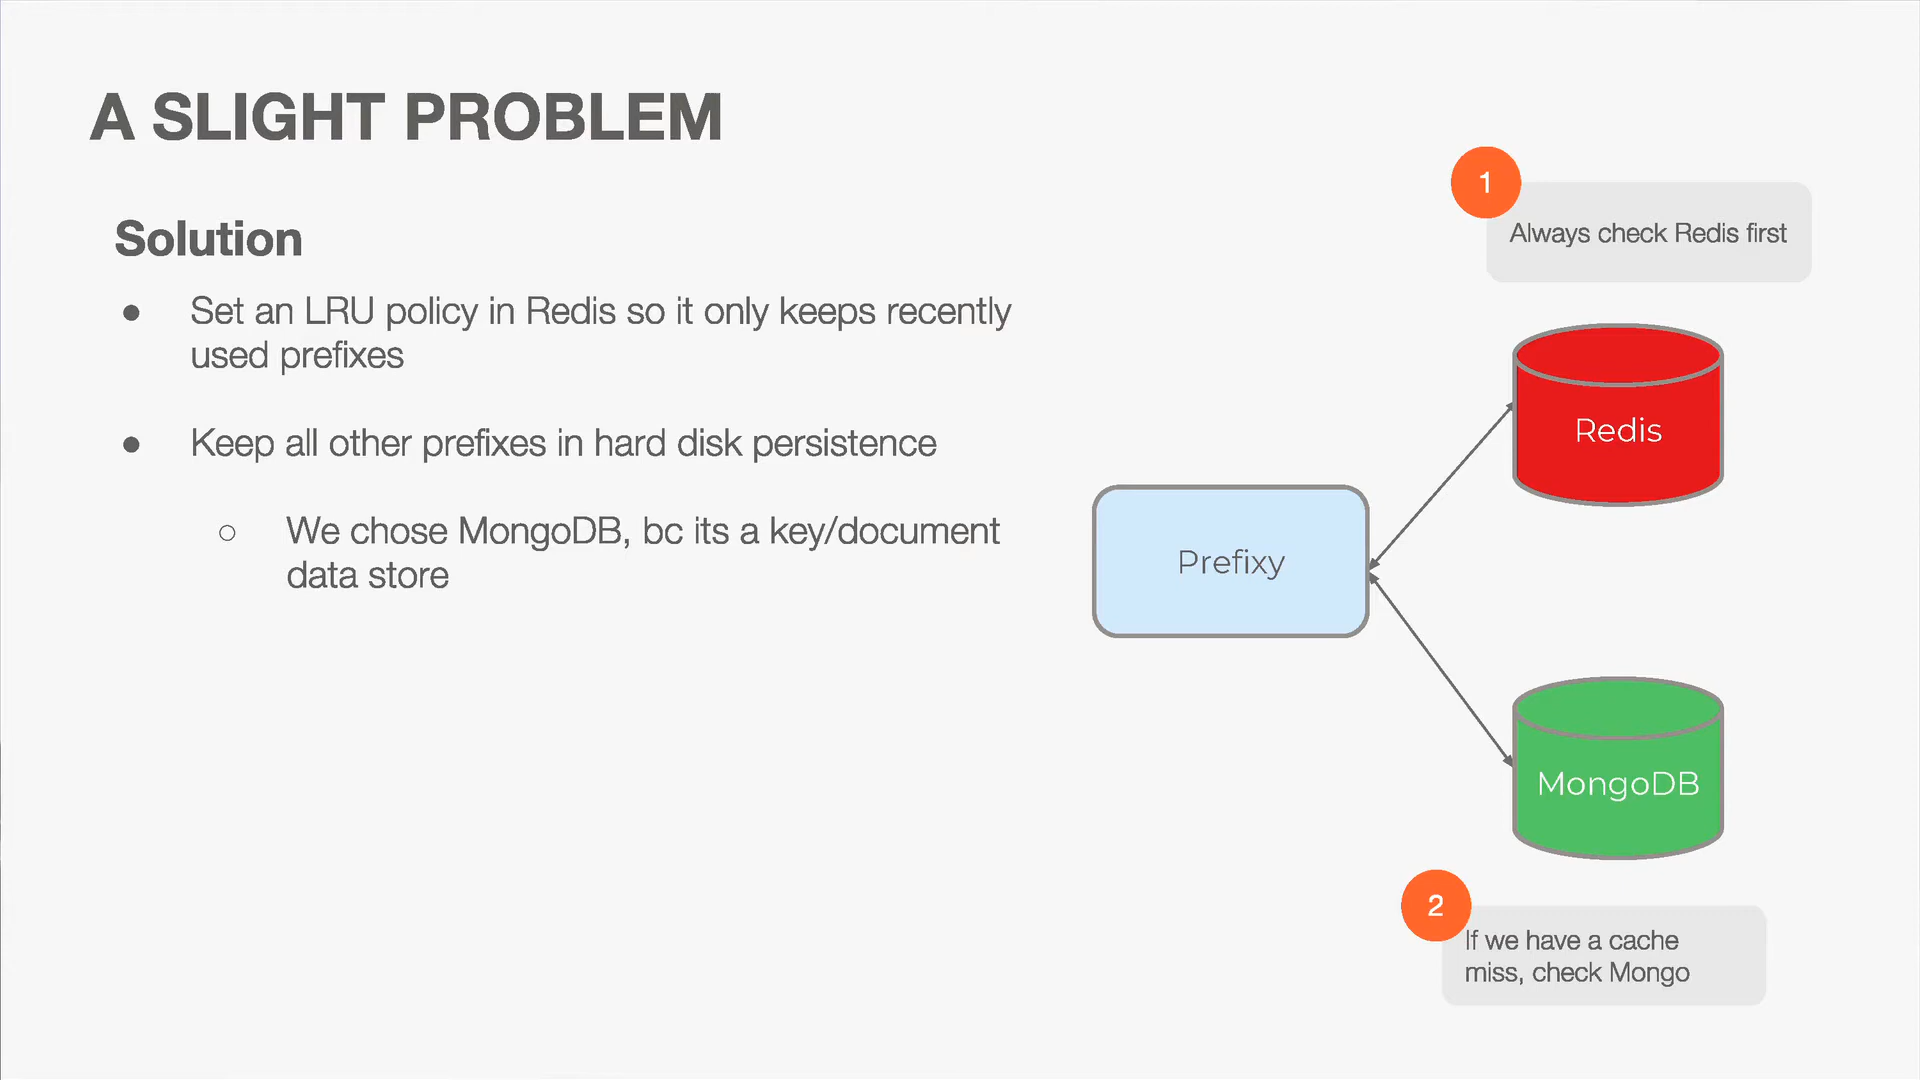 A SLIGHT PROBLEM
Solution
● Set an LRU policy in Redis so it only keeps recently
used prefixes
● Keep all other prefixes in hard disk persistence
○ We chose MongoDB, bc its a key/document
data store
1
Always check Redis first
Redis
Prefixy
MongoDB
2
If we have a cache
miss, check Mongo